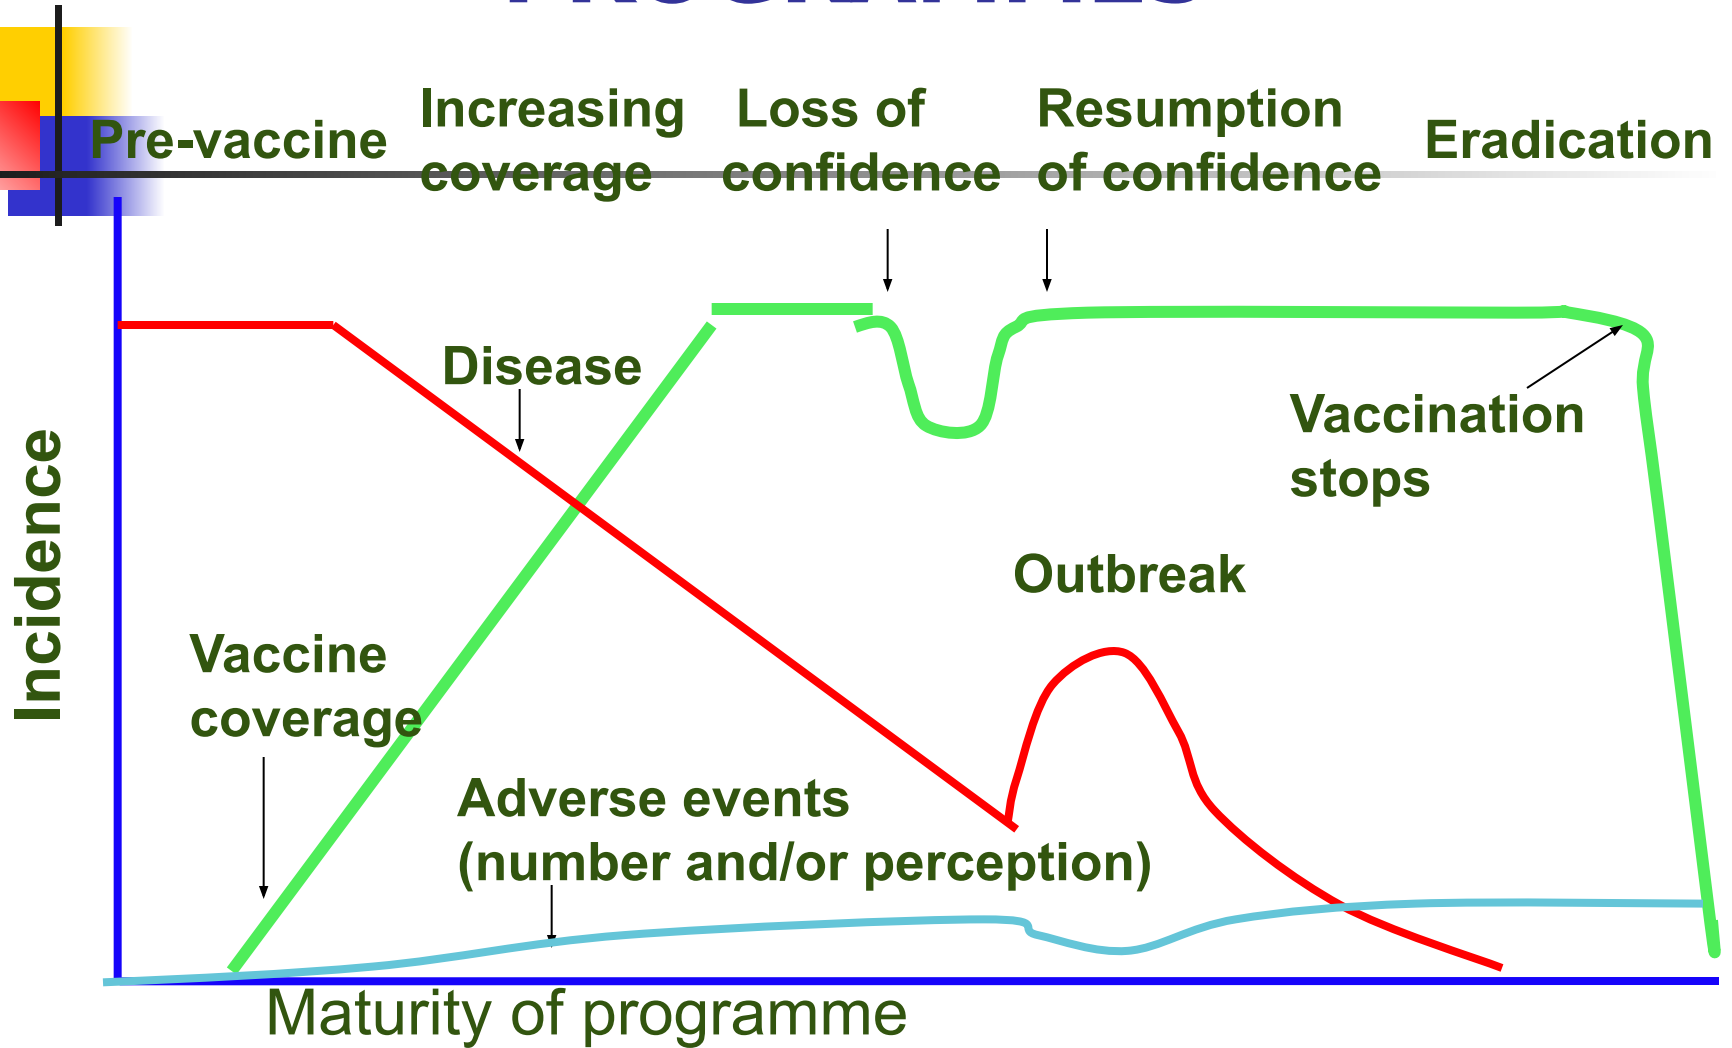 PROGRAMMES
Pre-vaccine
Increasing
coverage
Loss of
confidence
Resumption
of confidence
Eradication
Disease
Vaccination
stops
Incidence
Outbreak
Vaccine
coverage
Adverse events
(number and/or perception)
Maturity of programme